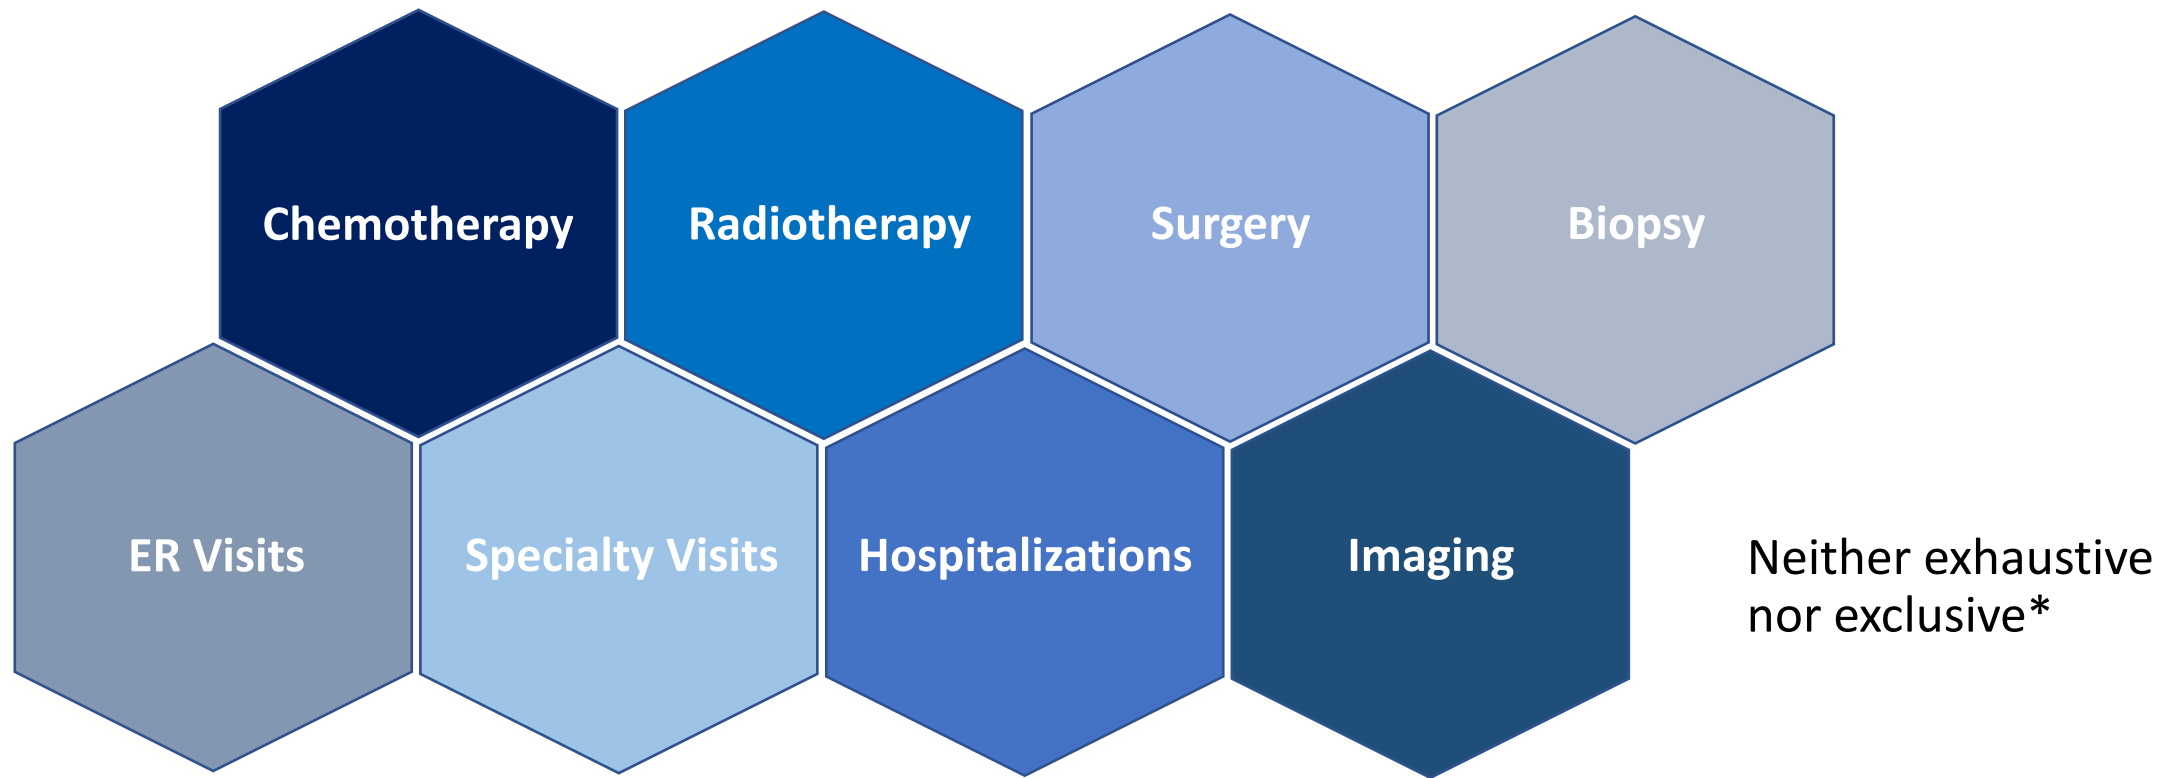 Chemotherapy
Radiotherapy
Surgery
Biopsy
ER Visits
Specialty Visits
Hospitalizations
Imaging
Neither exhaustive
nor exclusive*